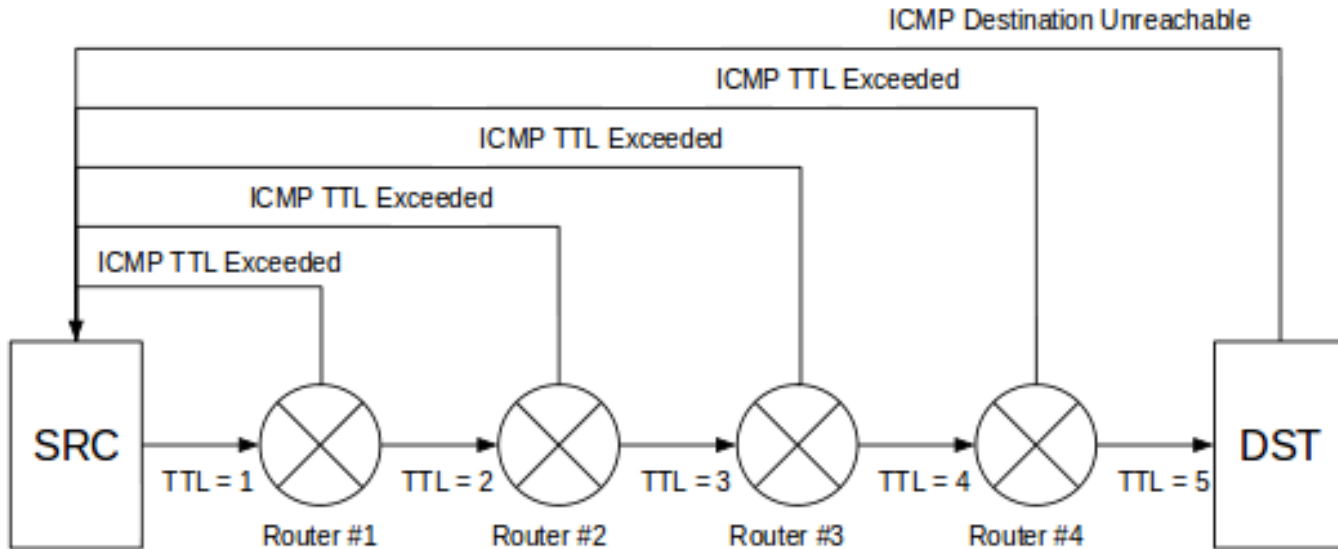 ICMP Destination Unreachable
ICMP TTL Exceeded
ICMP TTL Exceeded
ICMP TTL Exceeded
ICMP TTL Exceeded
SRC
DST
TTL = 1
TTL = 2
TTL = 3
TTL = 4
TTL = 5
Router #1
Router #2
Router #3
Router #4